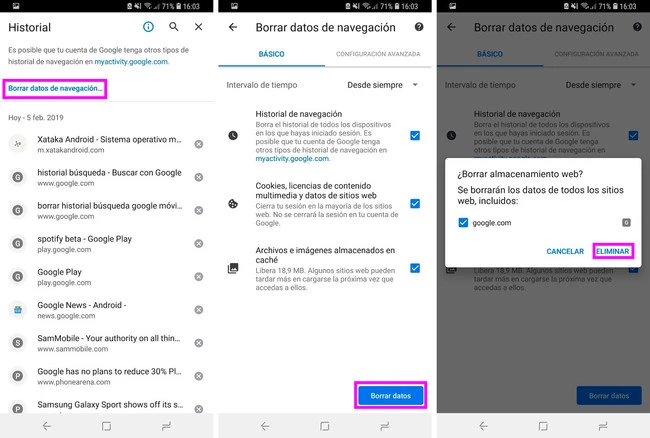 71% 16:03
Historial
Es posible que tu cuenta de Google tenga otros tipos de
historial de navegación en
myactivity.google.com.
Borrar datos de navegación...
Hoy - 5 feb. 2019
Xataka Android - Sistema operativo m...
m.xatakandroid.com
historial búsqueda - Buscar con Google
www.google.com
borrar historial búsqueda google móvi...
www.google.com
spotify beta - Google Play
play.google.com
Google Play
play.google.com
Google News - Android -
news.google.com
SamMobile - Your authority on all thin...
www.sammobile.com
Google has no plans to reduce 30% Pl...
www.phonearena.com
Samsung Galaxy Sport shows off its s...
71% 16:03
Borrar datos de navegación
BÁSICO
CONFIGURACIÓN AVANZADA
Intervalo de tiempo
Desde siempre
Historial de navegación
Borra el historial de todos los dispositivos
en los que hayas iniciado sesión. Es
posible que tu cuenta de Google tenga
otros tipos de historial de navegación en
myactivity.google.com.
Cookies, licencias de contenido
multimedia y datos de sitios web
Cierra tu sesión en la mayoría de los sitios
web. No se cerrará la sesión en tu cuenta de
Google.
Archivos e imágenes almacenados en
caché
Libera 18,9 MB. Algunos sitios web pueden
tardar más en cargarse la próxima vez que
accedas a ellos.
Borrar datos
71% 16:03
Borrar datos de navegación
BÁSICO
CONFIGURACIÓN AVANZADA
Intervalo de tiempo
Desde siempre
Historial de navegación
Borra el historial de todos los dispositivos
en los que hayas iniciado sesión. Es
¿Borrar almacenamiento web?
Se borrarán los datos de todos los sitios
web, incluidos:
google.com
CANCELAR
ELIMINAR
Libera 18,9 MB. Algunos sitios web pueden
tardar más en cargarse la próxima vez que
accedas a ellos.
Borrar datos